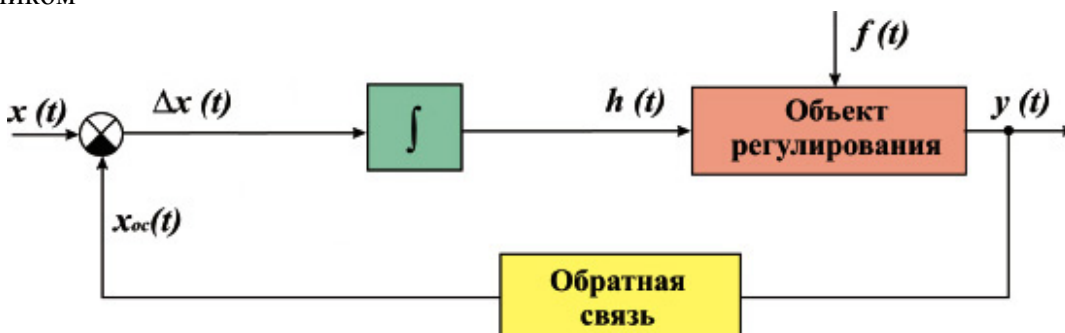 f (t)
x (t)
Δx (t)
∫
h (t)
Объект
регулирования
y (t)
xос(t)
Обратная
связь